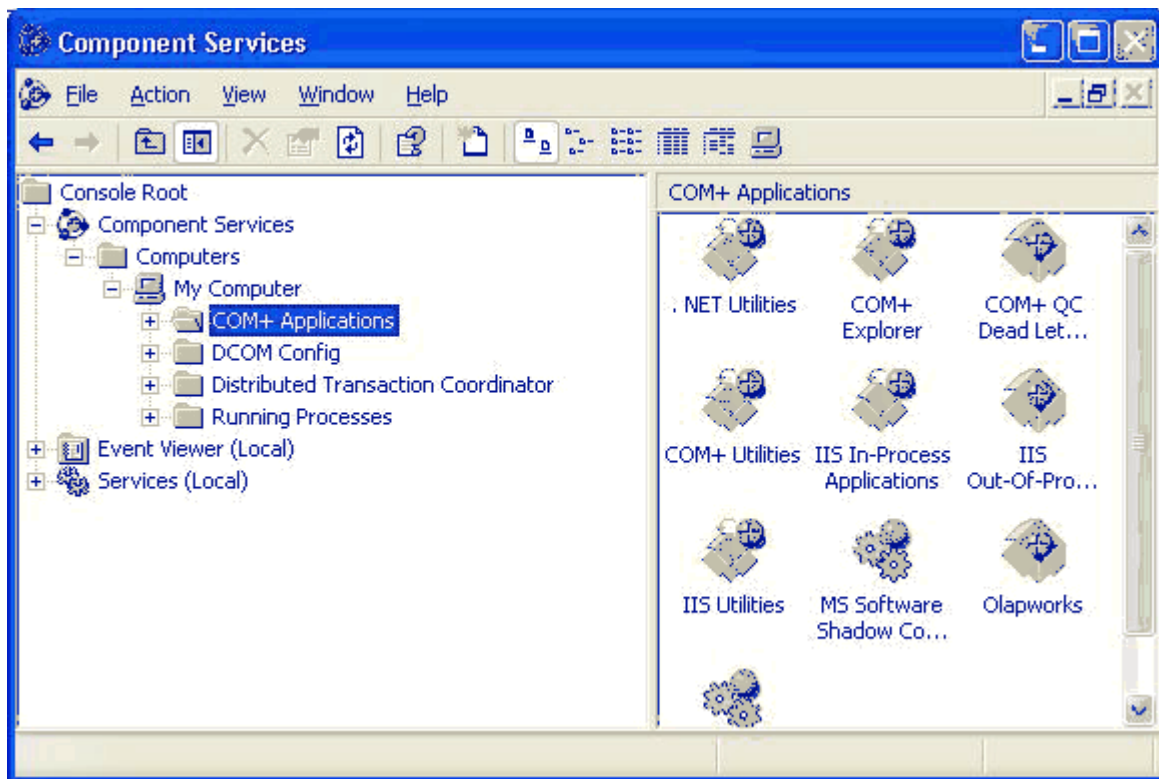 Component Services
File Action View Window Help
Console Root
Component Services
Computers
My Computer
COM+ Applications
DCOM Config
Distributed Transaction Coordinator
Running Processes
Event Viewer (Local)
Services (Local)
COM+ Applications
. NET Utilities
COM+
Explorer
COM+ QC
Dead Let...
COM+ Utilities
IIS In-Process
Applications
IIS
Out-Of-Pro...
IIS Utilities
MS Software
Shadow Co...
Olapworks